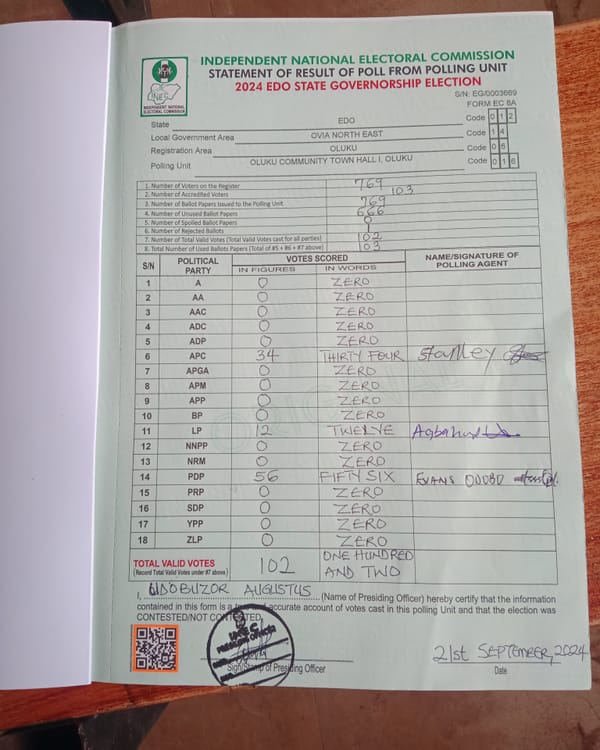 INDEPENDENT NATIONAL ELECTORAL COMMISSION
STATEMENT OF RESULT OF POLL FROM POLLING UNIT
2024 EDO STATE GOVERNORSHIP ELECTION
INEC
INDEPENDENT NATIONAL
ELECTORAL COMMISSION
S/N: EG/0003669
FORM EC 8A
State EDO Code 0 1 2
Local Government Area OVIA NORTH EAST Code 1 4
Registration Area OLUKU Code 0 6
Polling Unit OLUKU COMMUNITY TOWN HALL I, OLUKU Code 0 1 6
1. Number of Voters on the Register 769
2. Number of Accredited Voters 103
3. Number of Ballot Papers Issued to the Polling Unit 769
4. Number of Unused Ballot Papers 666
5. Number of Spoiled Ballot Papers 0
6. Number of Rejected Ballots
7. Number of Total Valid Votes (Total Valid Votes cast for all parties) 102
8. Total Number of Used Ballots Papers (Total of #5 + #6 + #7 above) 103
S/N POLITICAL PARTY VOTES SCORED NAME/SIGNATURE OF POLLING AGENT
IN FIGURES IN WORDS
1 A 0 ZERO
2 AA 0 ZERO
3 AAC 0 ZERO
4 ADC 0 ZERO
5 ADP 0 ZERO
6 APC 34 THIRTY FOUR Stanley
7 APGA 0 ZERO
8 APM 0 ZERO
9 APP 0 ZERO
10 BP 0 ZERO
11 LP 12 TWELVE
12 NNPP 0 ZERO
13 NRM 0 ZERO
14 PDP 56 FIFTY SIX EVANS
15 PRP 0 ZERO
16 SDP 0 ZERO
17 YPP 0 ZERO
18 ZLP 0 ZERO
TOTAL VALID VOTES 102 ONE HUNDRED AND TWO
(Record Total Valid Votes under #7 above)
I, UDOBUZOR AUGUSTUS (Name of Presiding Officer) hereby certify that the information
contained in this form is a accurate account of votes cast in this polling Unit and that the election was
CONTESTED/NOT CONTESTED.
INEC
21st SEPTEMBER, 2024
Sign/Stamp of Presiding Officer Date